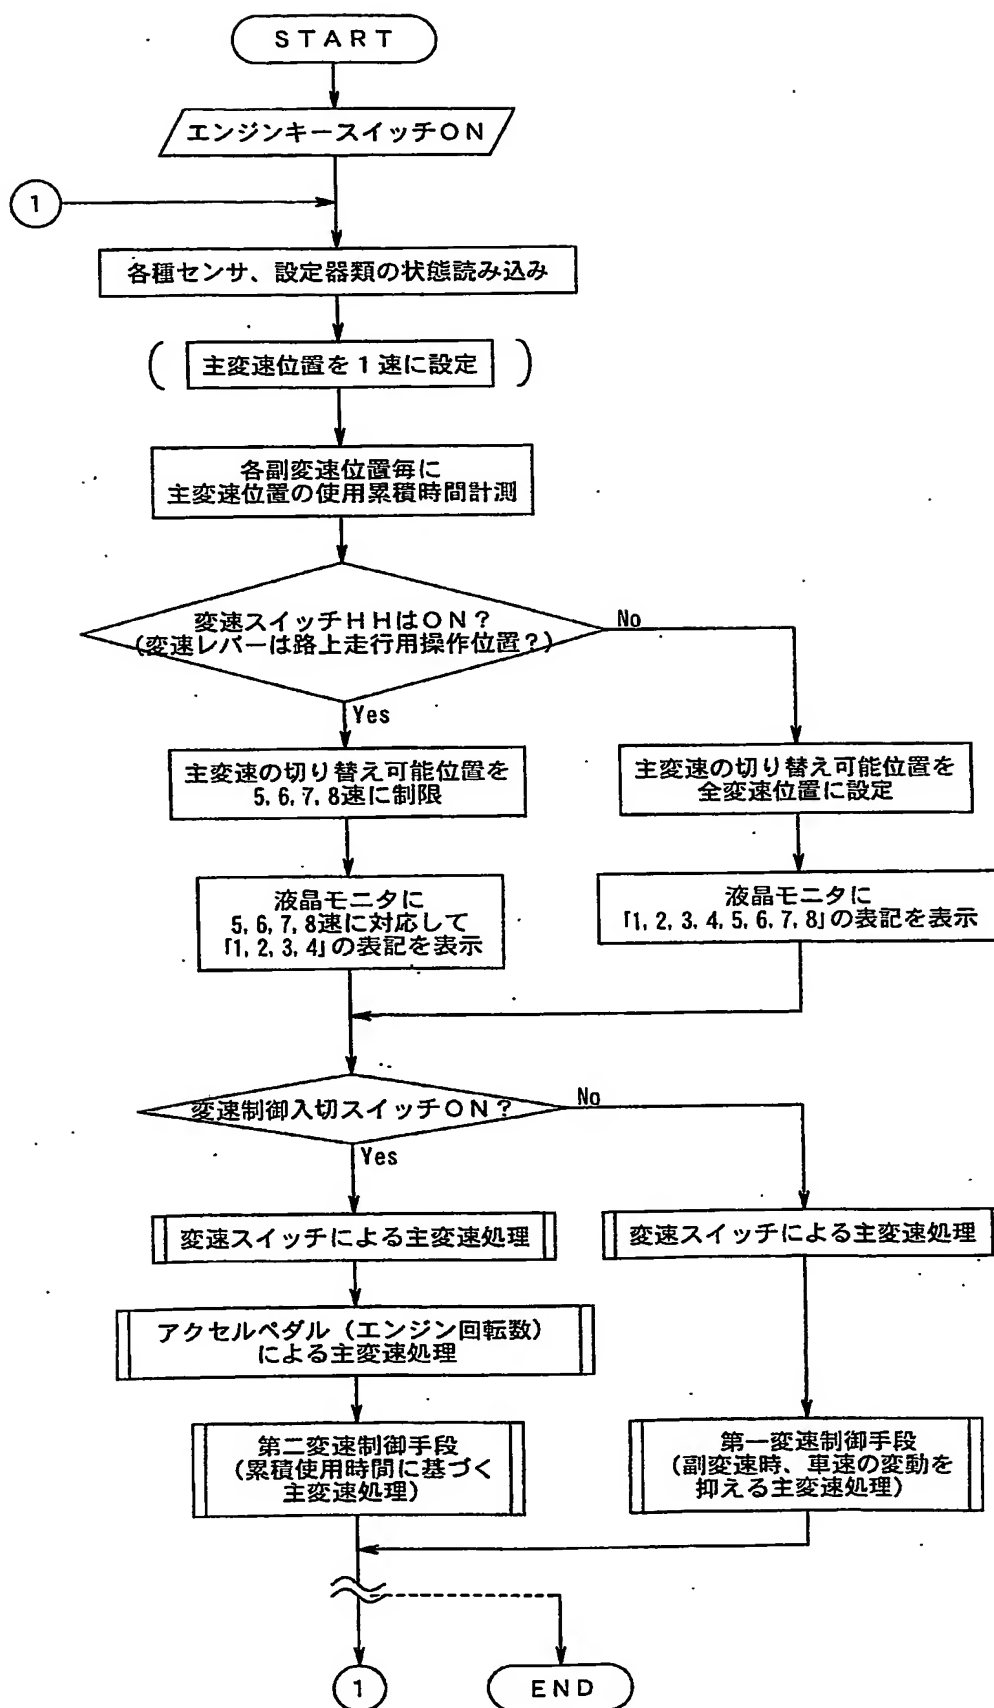 START
エンジンキースイッチON
1
各種センサ、設定器類の状態読み込み
( 主変速位置を1速に設定 )
各副変速位置毎に
主変速位置の使用累積時間計測
変速スイッチHHはON?
(変速レバーは路上走行用操作位置?)
No
Yes
主変速の切り替え可能位置を
5,6,7,8速に制限
主変速の切り替え可能位置を
全変速位置に設定
液晶モニタに
5,6,7,8速に対応して
「1,2,3,4」の表記を表示
液晶モニタに
「1,2,3,4,5,6,7,8」の表記を表示
変速制御入切スイッチON?
No
Yes
変速スイッチによる主変速処理
変速スイッチによる主変速処理
アクセルペダル(エンジン回転数)
による主変速処理
第二変速制御手段
(累積使用時間に基づく
主変速処理)
第一変速制御手段
(副変速時、車速の変動を
抑える主変速処理)
1
END